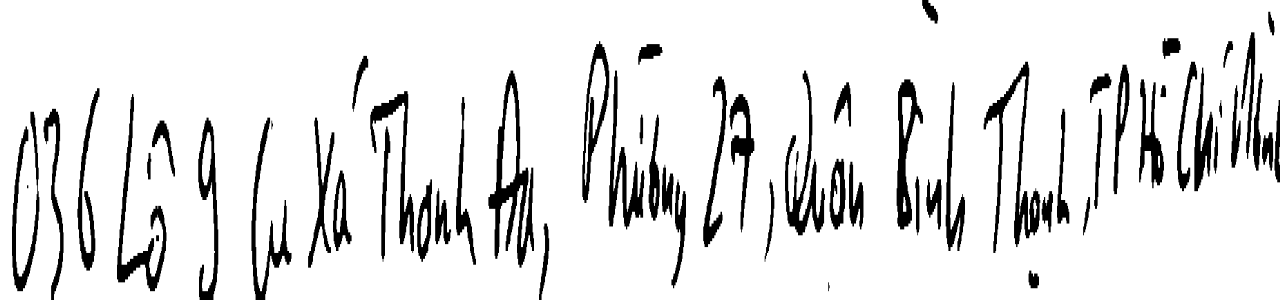 036 Lô 9 Cư Xá Thanh Đa, Phường 27, Quận Bình Thạnh, TP Hồ Chí Minh